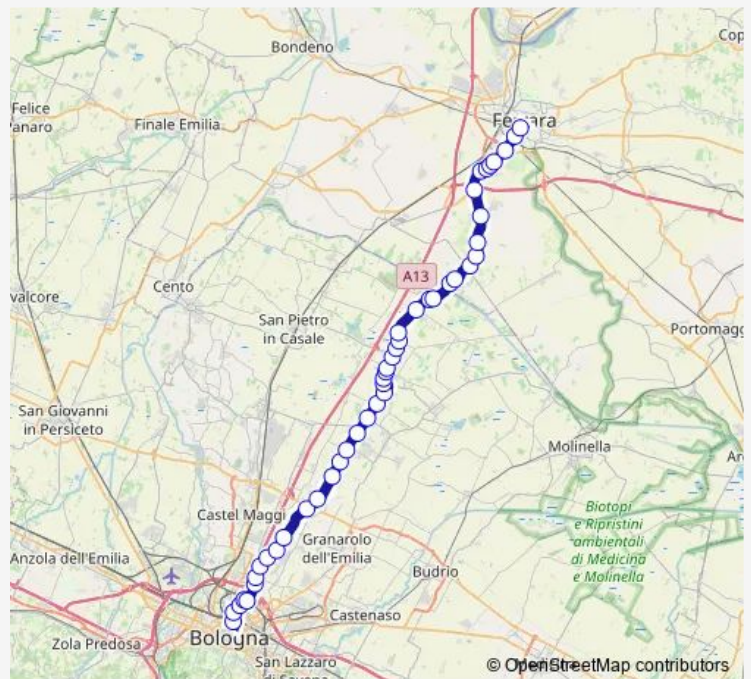 Bondeno
Cop
Felice
Panaro
Finale Emilia
Ferrara
A13
Cento
valcore
San Pietro
in Casale
Portomagg
San Giovanni
in Persiceto
Molinella
Ar
Castel Maggi
Biotopi
e Ripristini
ambientali
di Medicina
e Molinella
Granarolo
dell'Emilia
Anzola dell'Emilia
Budrio
Castenaso
Bologna
Zola Predosa
San Lazzaro
© OpenStreetMap contributors